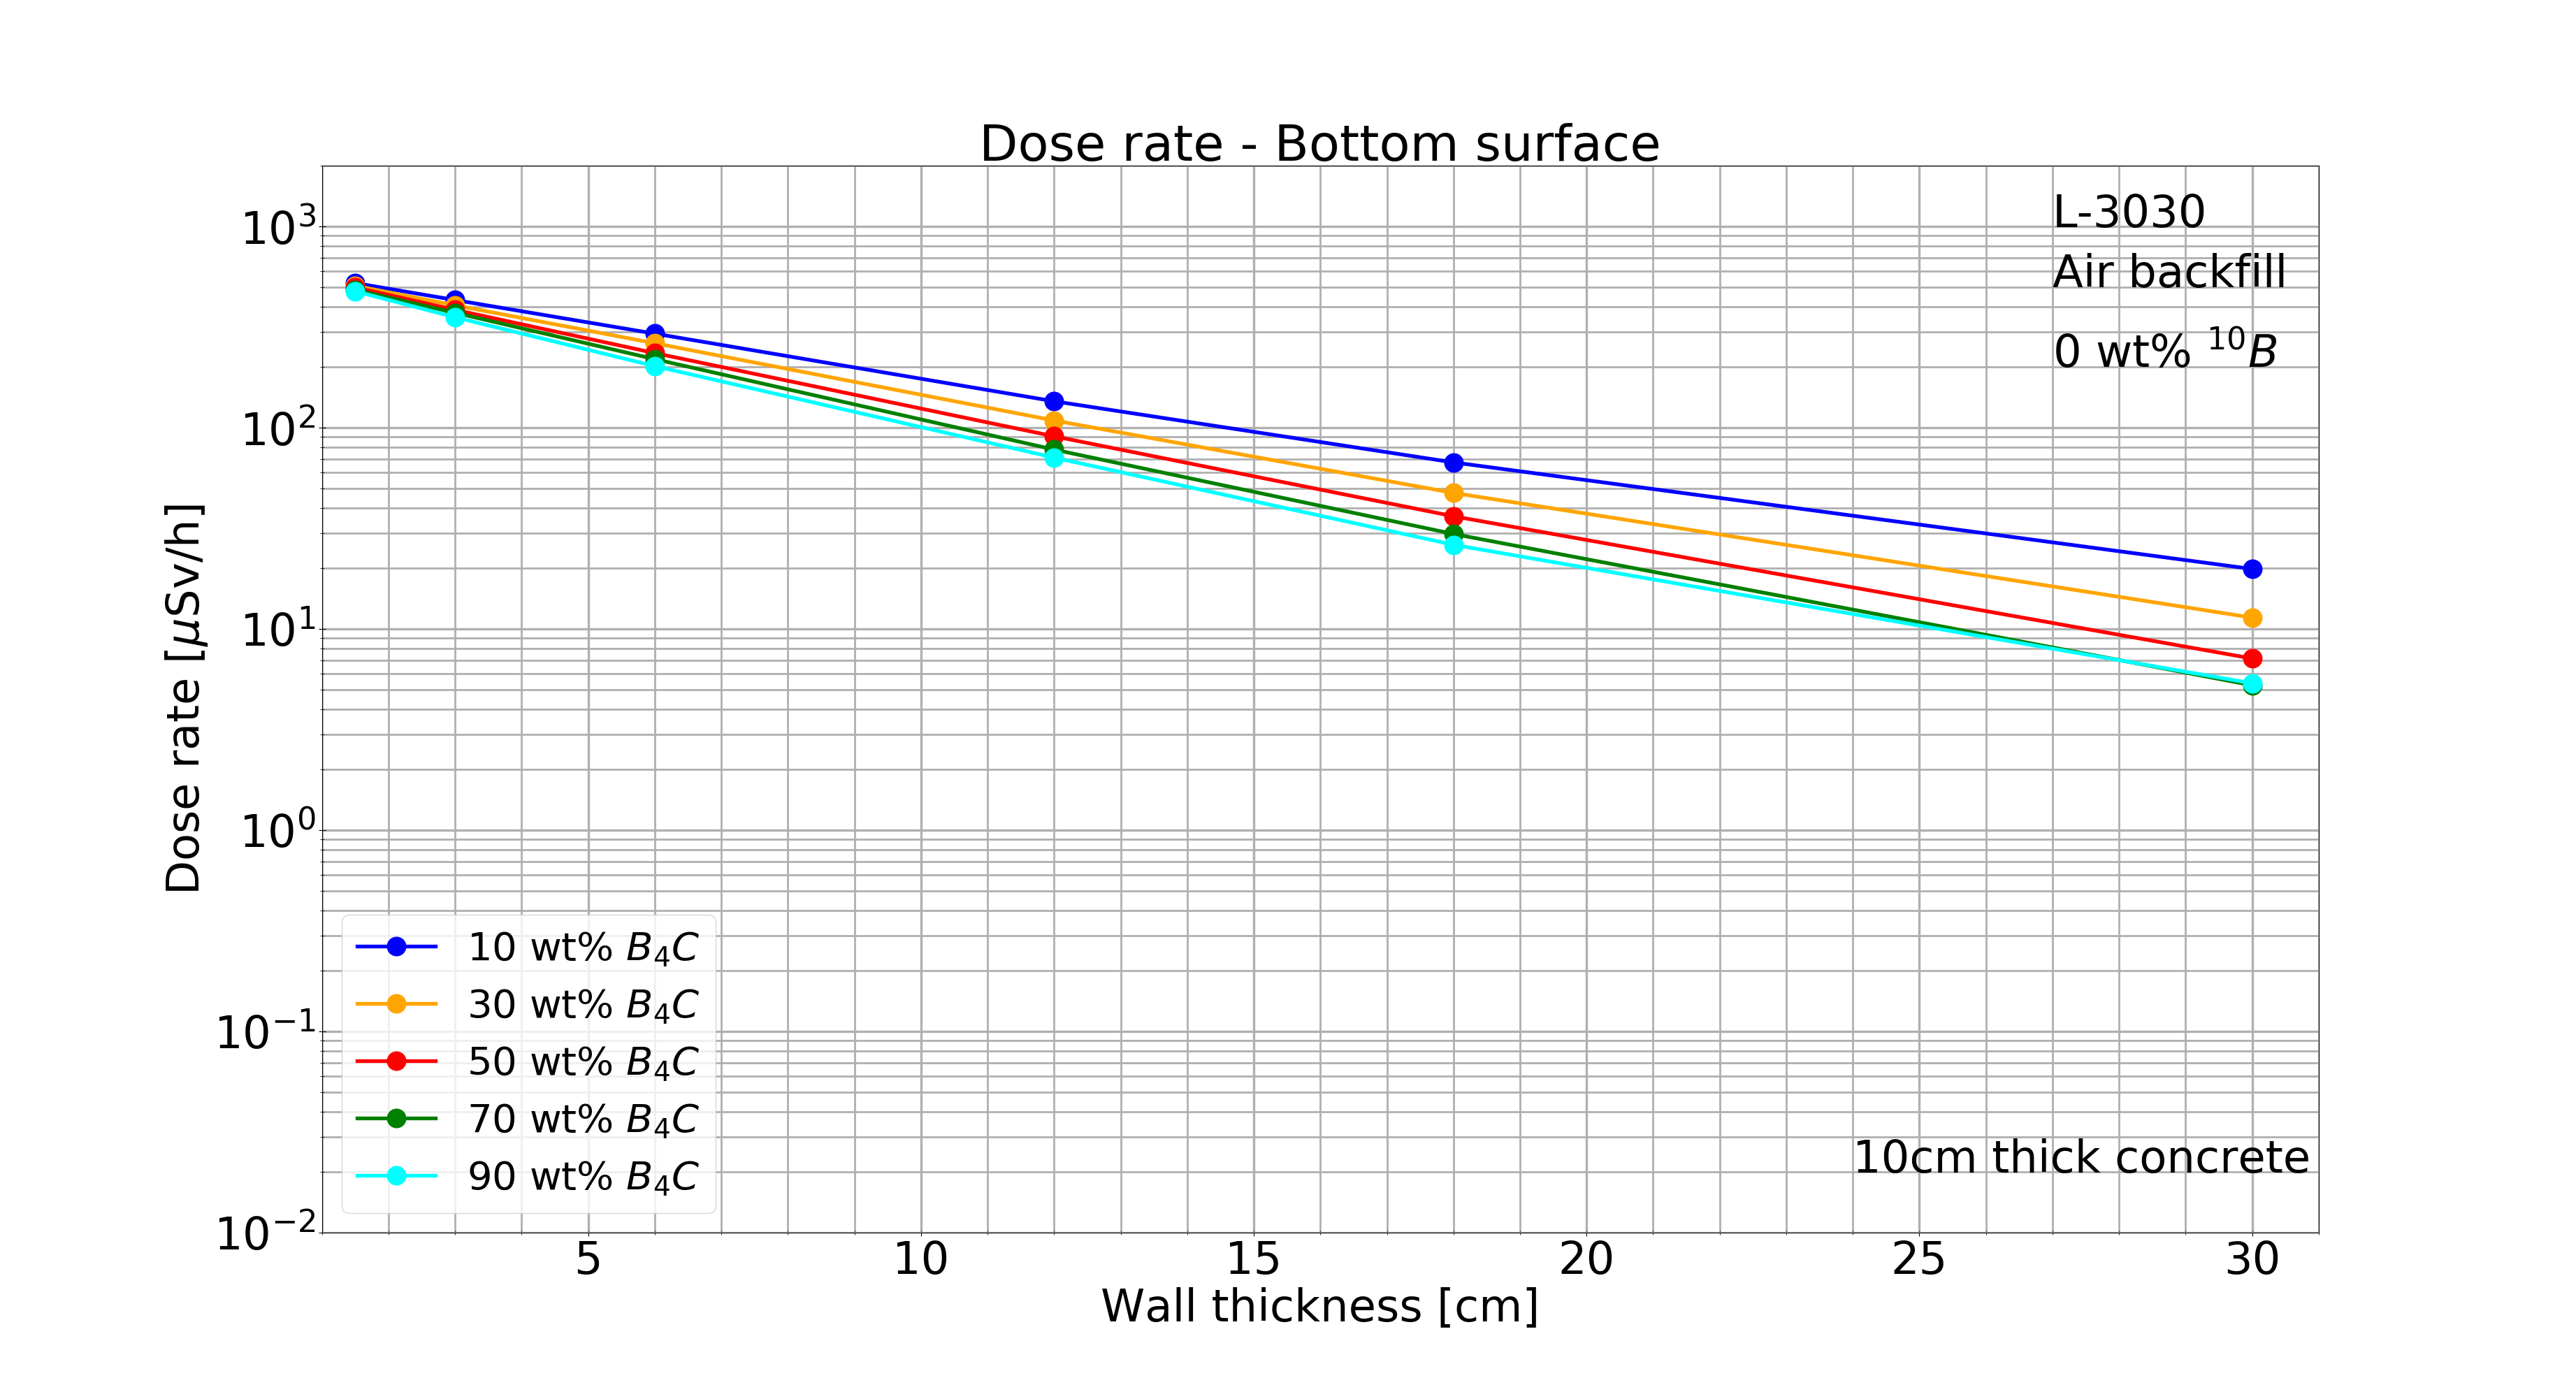 Dose rate - Bottom surface
L-3030
Air backfill
0 wt% ¹⁰B
10³
10²
10¹
10⁰
10⁻¹
10⁻²
Dose rate [μSv/h]
10 wt% B₄C
30 wt% B₄C
50 wt% B₄C
70 wt% B₄C
90 wt% B₄C
10cm thick concrete
5 10 15 20 25 30
Wall thickness [cm]